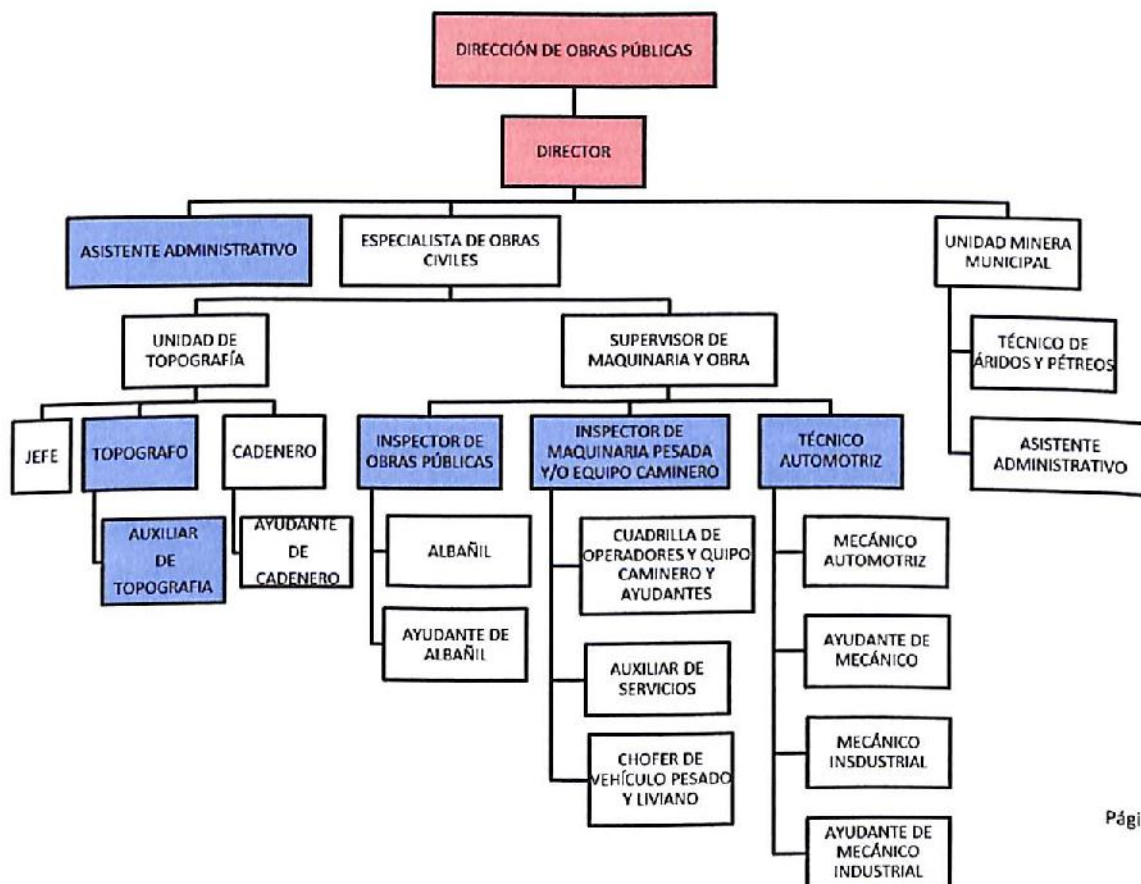 DIRECCIÓN DE OBRAS PÚBLICAS
DIRECTOR
ASISTENTE ADMINISTRATIVO
ESPECIALISTA DE OBRAS
CIVILES
UNIDAD MINERA
MUNICIPAL
UNIDAD DE
TOPOGRAFÍA
SUPERVISOR DE
MAQUINARIA Y OBRA
TÉCNICO DE
ÁRIDOS Y PÉTREOS
ASISTENTE
ADMINISTRATIVO
JEFE
TOPOGRAFO
CADENERO
INSPECTOR DE
OBRAS PÚBLICAS
INSPECTOR DE
MAQUINARIA PESADA
Y/O EQUIPO CAMINERO
TÉCNICO
AUTOMOTRIZ
AUXILIAR
DE
TOPOGRAFIA
AYUDANTE
DE
CADENERO
ALBAÑIL
AYUDANTE DE
ALBAÑIL
CUADRILLA DE
OPERADORES Y QUIPO
CAMINERO Y
AYUDANTES
AUXILIAR DE
SERVICIOS
CHOFER DE
VEHÍCULO PESADO
Y LIVIANO
MECÁNICO
AUTOMOTRIZ
AYUDANTE DE
MECÁNICO
MECÁNICO
INSDUSTRIAL
AYUDANTE DE
MECÁNICO
INDUSTRIAL
Pági